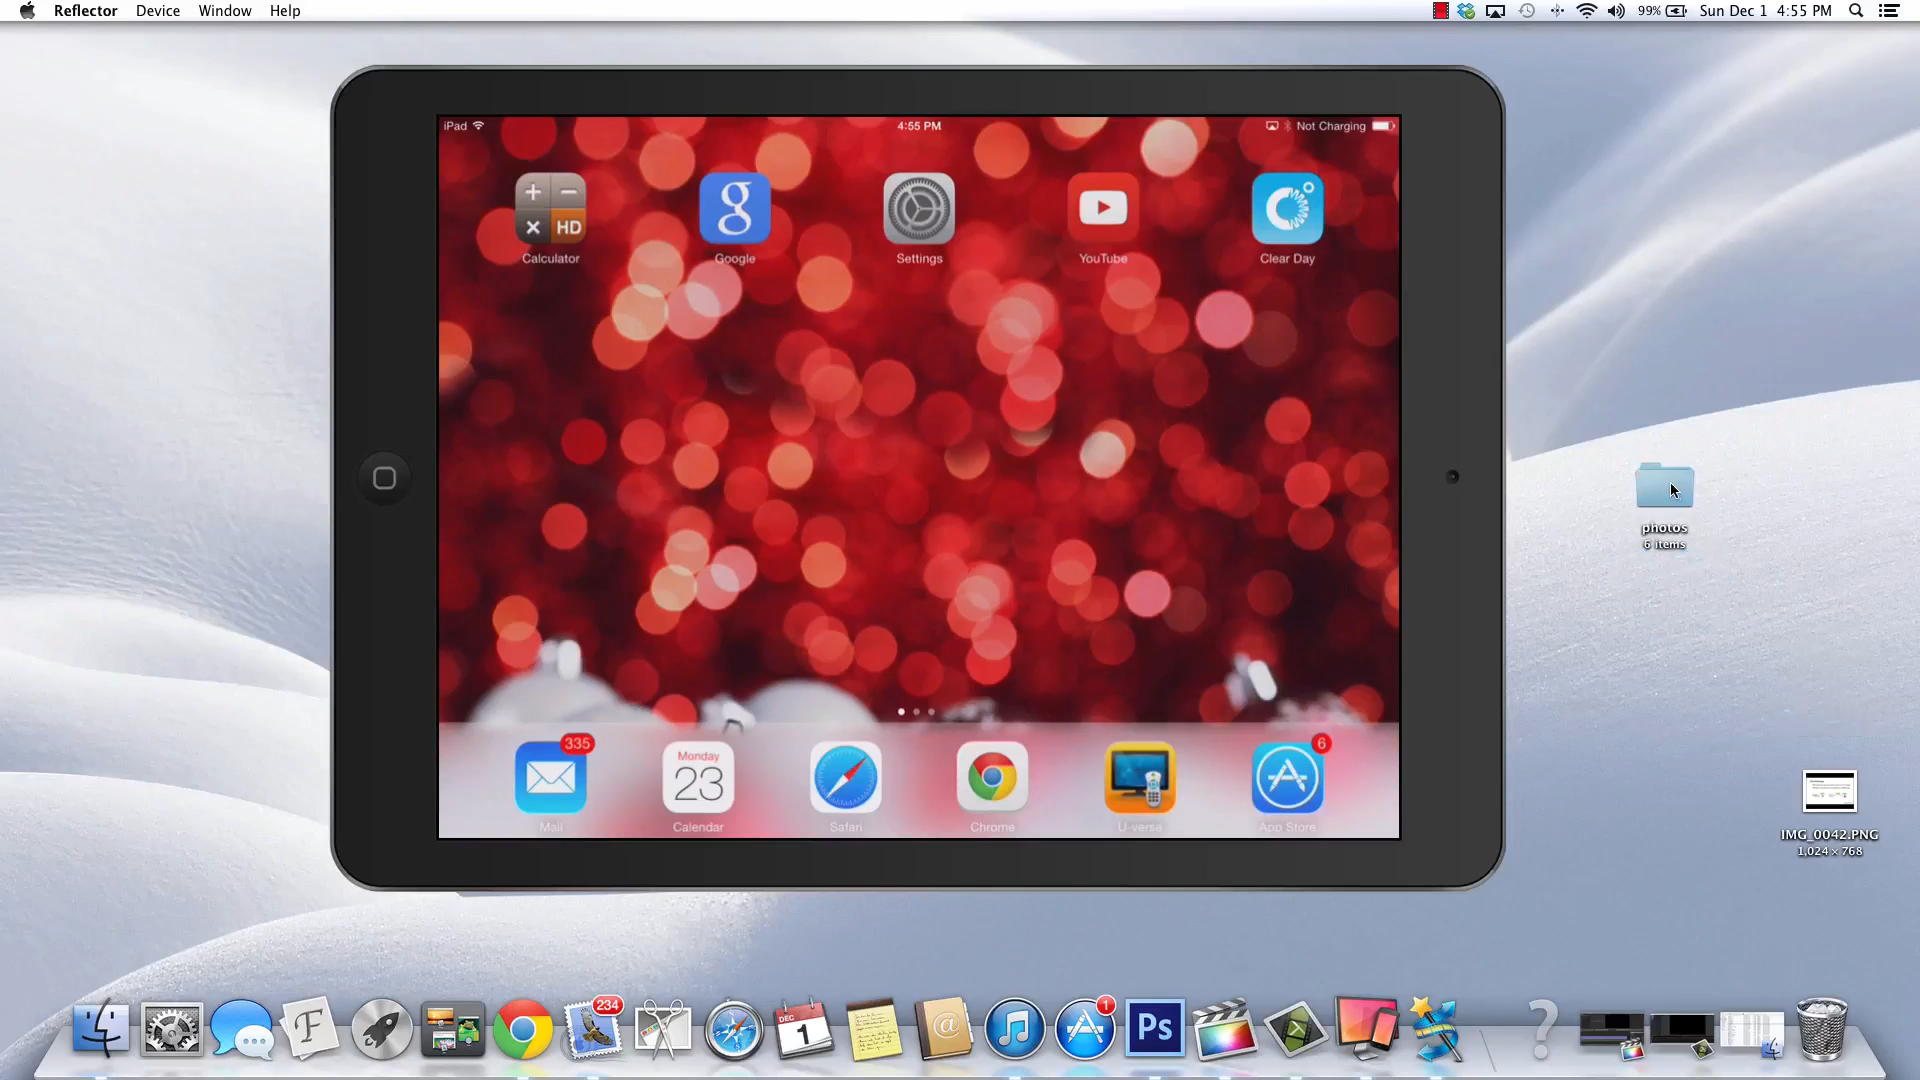 Reflector Device Window Help
99% Sun Dec 1 4:55 PM
iPad 4:55 PM Not Charging
+ − × HD
g
Calculator Google Settings YouTube Clear Day
photos
6 items
335 Monday 6
23
Mail Calendar Safari Chrome U-verse App Store
IMG_0042.PNG
1,024 × 768
F 234 DEC 1 @ 1 Ps ?